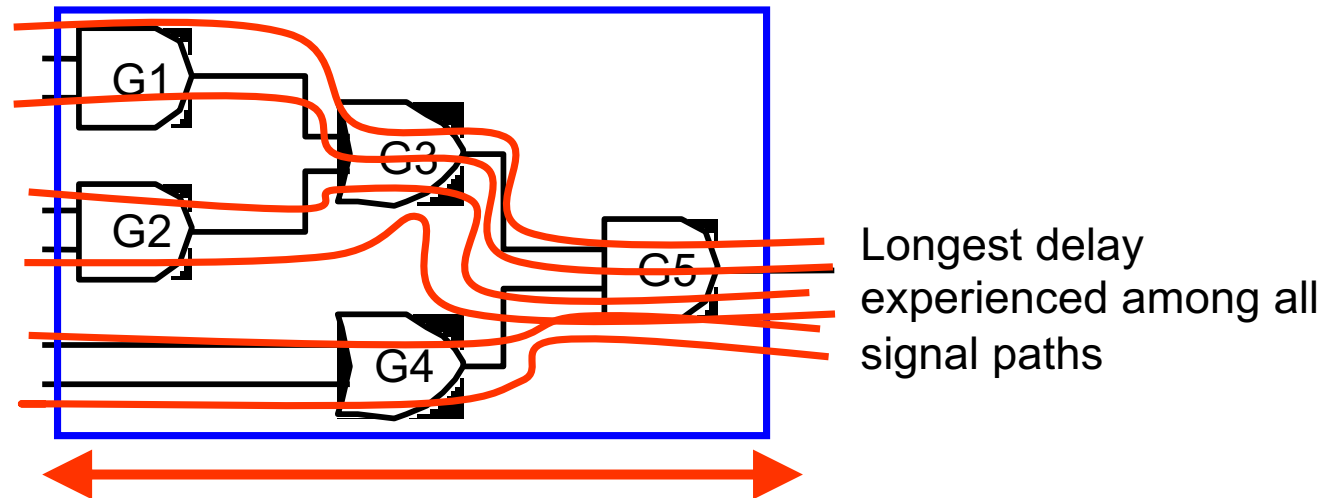 G1
G3
G2
G5
G4
Longest delay
experienced among all
signal paths